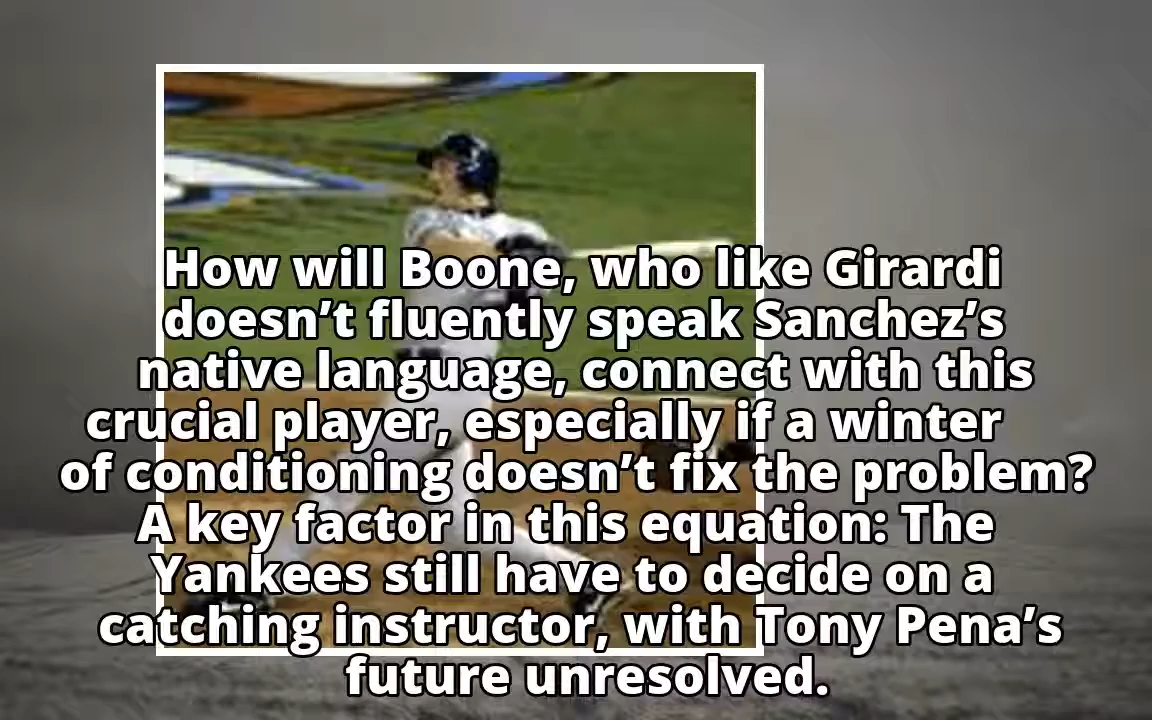 How will Boone, who like Girardi
doesn’t fluently speak Sanchez’s
native language, connect with this
crucial player, especially if a winter
of conditioning doesn’t fix the problem?
A key factor in this equation: The
Yankees still have to decide on a
catching instructor, with Tony Pena’s
future unresolved.